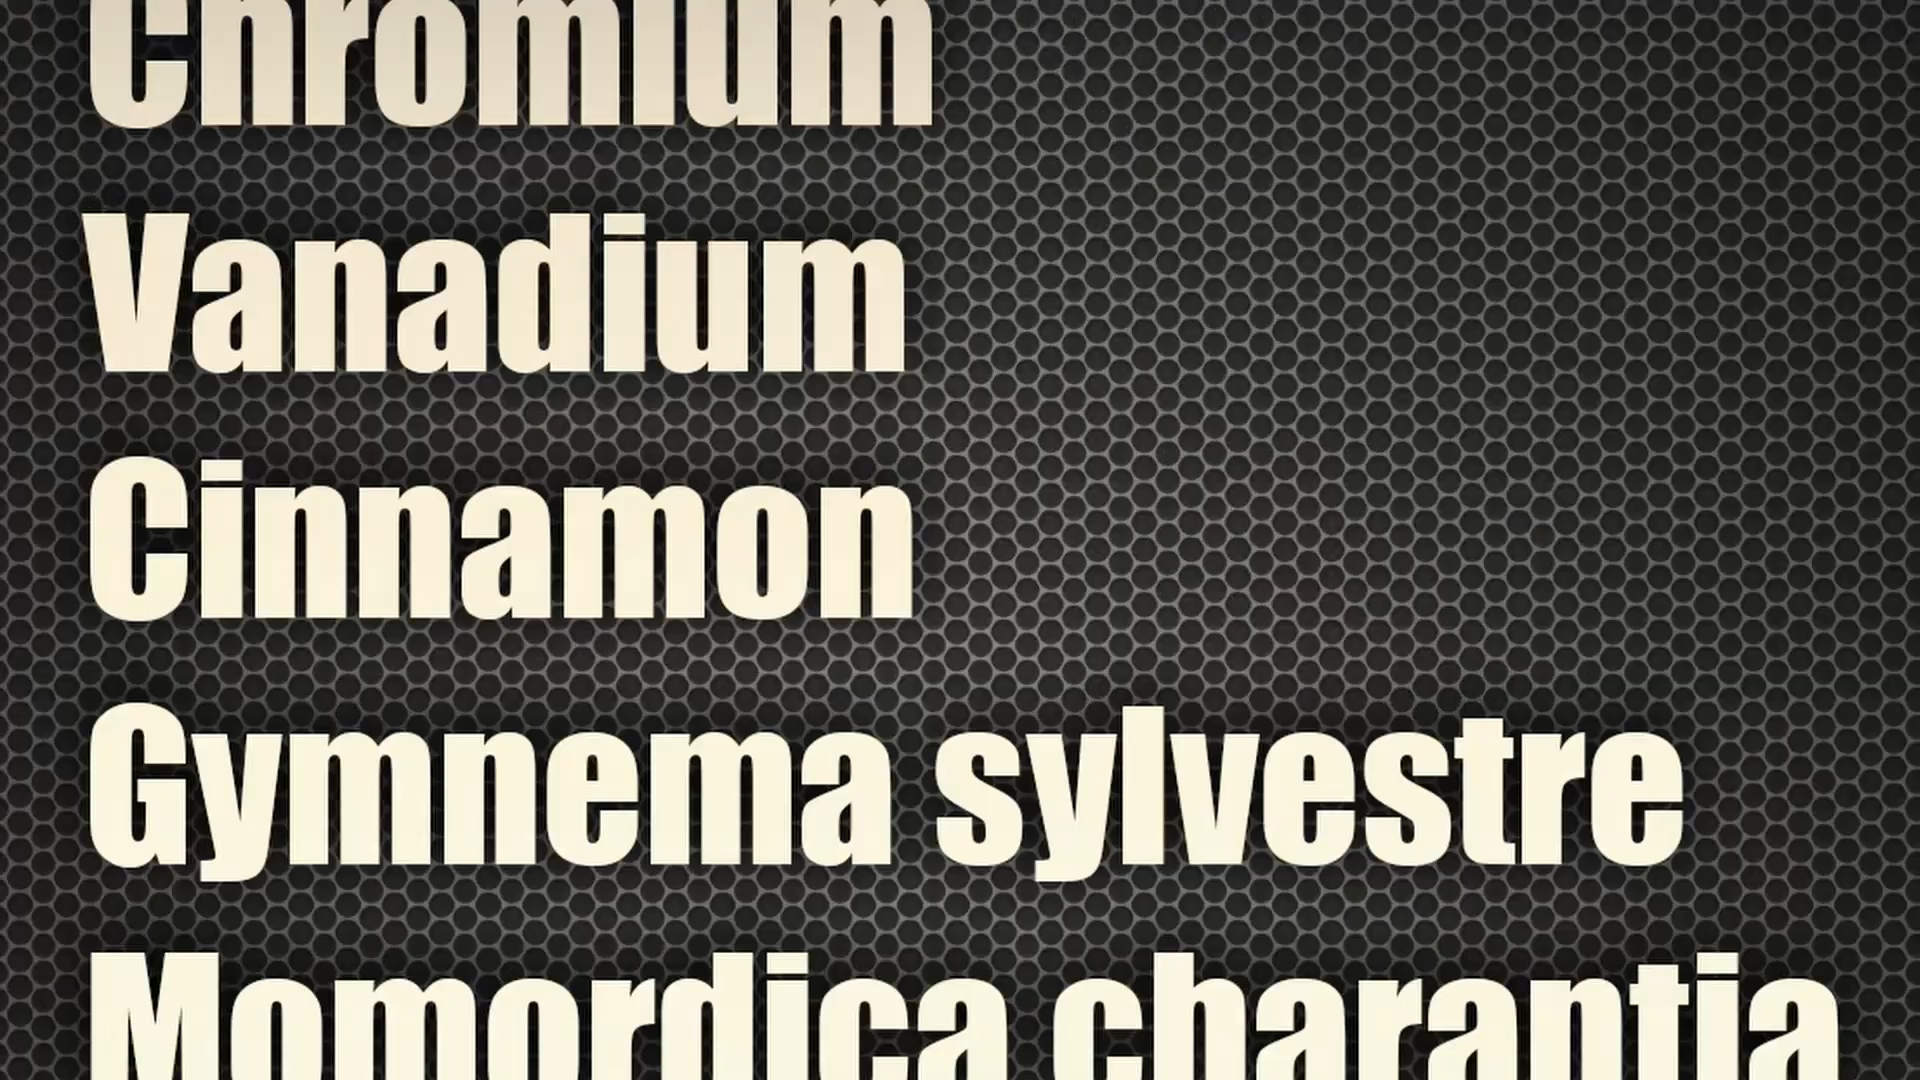 Chromium
Vanadium
Cinnamon
Gymnema sylvestre
Momordica charantia